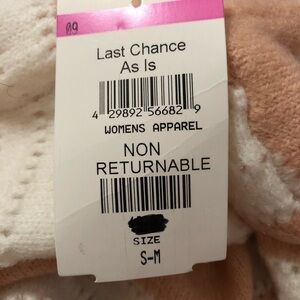 09
Last Chance
As Is
4 29892 56682 9
WOMENS APPAREL
NON
RETURNABLE
SIZE
S-M